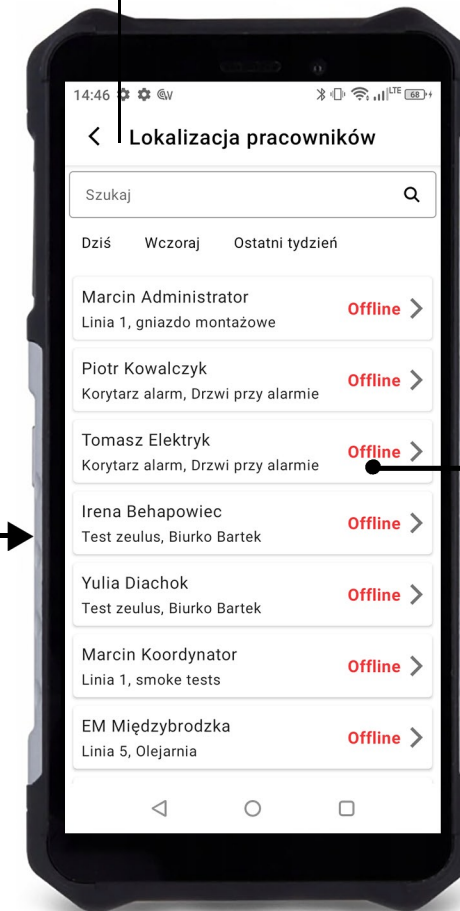 14:46
LTE
68
Lokalizacja pracowników
Szukaj
Dziś Wczoraj Ostatni tydzień
Marcin Administrator
Linia 1, gniazdo montażowe
Offline
Piotr Kowalczyk
Korytarz alarm, Drzwi przy alarmie
Offline
Tomasz Elektryk
Korytarz alarm, Drzwi przy alarmie
Offline
Irena Behapowiec
Test zeulus, Biurko Bartek
Offline
Yulia Diachok
Test zeulus, Biurko Bartek
Offline
Marcin Koordynator
Linia 1, smoke tests
Offline
EM Międzybrodzka
Linia 5, Olejarnia
Offline